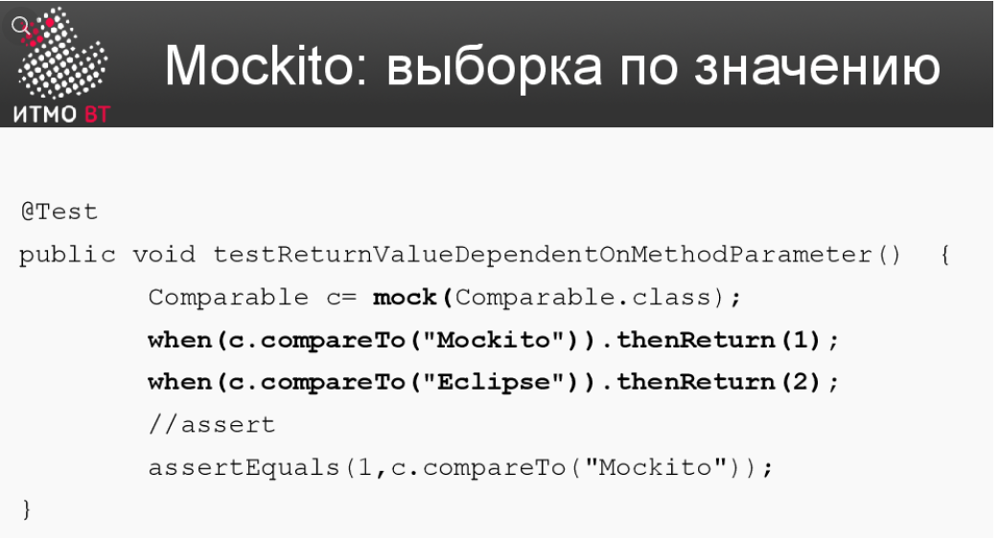 Mockito: выборка по значению
ИТМО ВТ
@Test
public void testReturnValueDependentOnMethodParameter()  {
        Comparable c= mock(Comparable.class);
        when(c.compareTo("Mockito")).thenReturn(1);
        when(c.compareTo("Eclipse")).thenReturn(2);
        //assert
        assertEquals(1,c.compareTo("Mockito"));
}